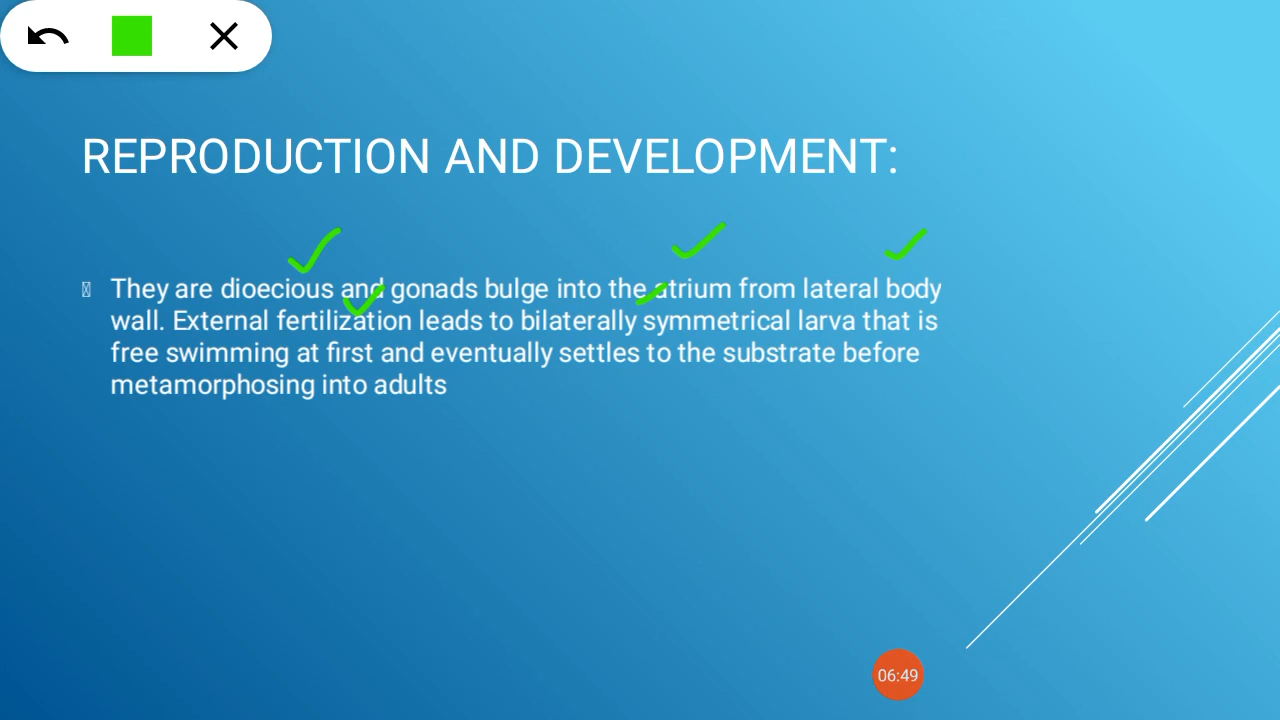 REPRODUCTION AND DEVELOPMENT:
They are dioecious and gonads bulge into the atrium from lateral body
wall. External fertilization leads to bilaterally symmetrical larva that is
free swimming at first and eventually settles to the substrate before
metamorphosing into adults
06:49